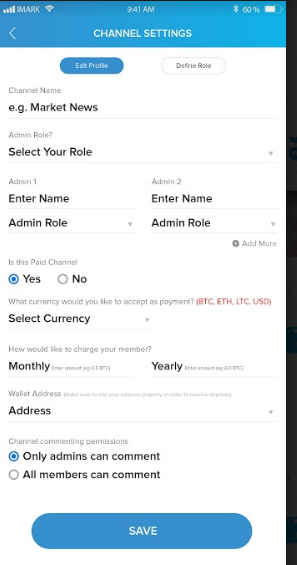 IMARK 9:41 AM 60 %
CHANNEL SETTINGS
Edit Profile Define Role
Channel Name
e.g. Market News
Admin Role?
Select Your Role
Admin 1 Admin 2
Enter Name Enter Name
Admin Role Admin Role
Add More
Is this Paid Channel
Yes No
What currency would you like to accept as payment? (BTC, ETH, LTC, USD)
Select Currency
How would like to charge your member?
Monthly Enter amount (eg 0.5 BTC) Yearly Enter amount (eg 6.0 BTC)
Wallet Address (Make sure to add your address properly in order to receive deposits)
Address
Channel commenting permissions
Only admins can comment
All members can comment
SAVE